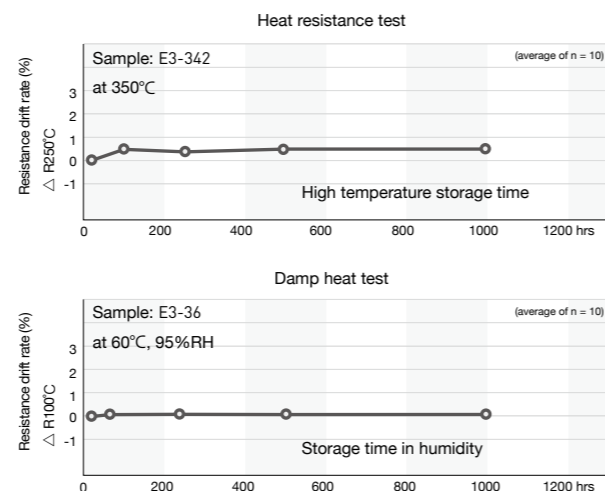 Heat resistance test
Resistance drift rate (%)
△ R250℃
Sample: E3-342
(average of n = 10)
at 350℃
3
2
1
0
-1
High temperature storage time
0 200 400 600 800 1000 1200 hrs
Damp heat test
Resistance drift rate (%)
△ R100℃
Sample: E3-36
(average of n = 10)
at 60℃, 95%RH
3
2
1
0
-1
Storage time in humidity
0 200 400 600 800 1000 1200 hrs